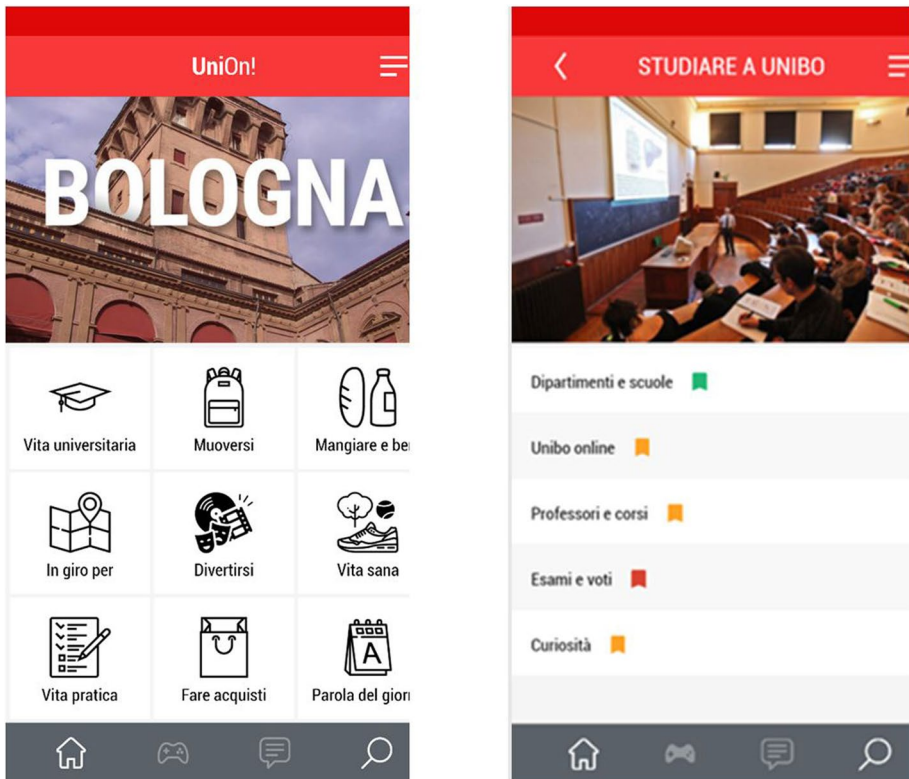 UniOn!
BOLOGNA
Vita universitaria
Muoversi
Mangiare e be
In giro per
Divertirsi
Vita sana
Vita pratica
Fare acquisti
A
Parola del gior
STUDIARE A UNIBO
Dipartimenti e scuole
Unibo online
Professori e corsi
Esami e voti
Curiosità